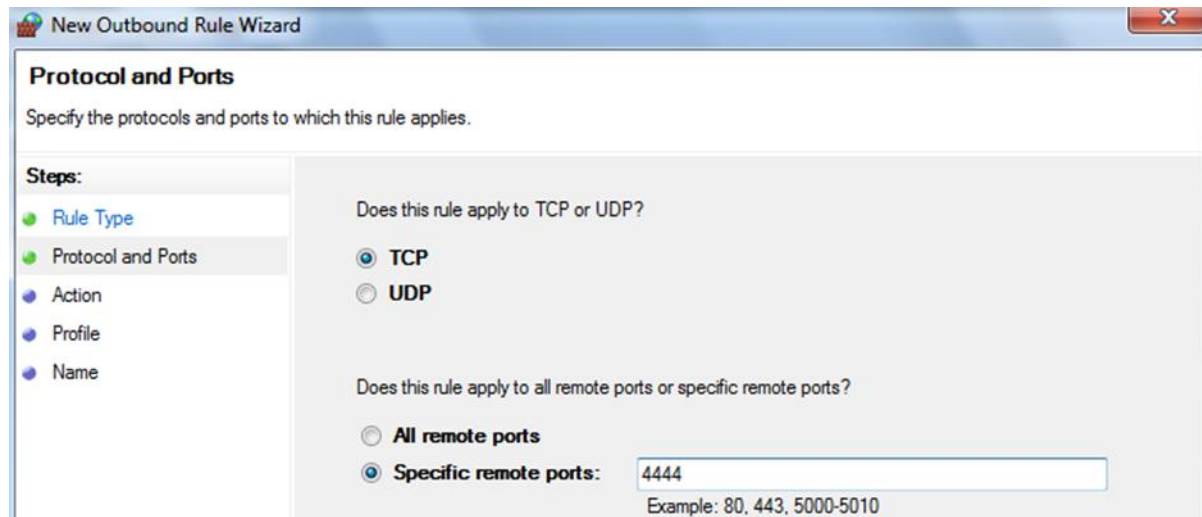 New Outbound Rule Wizard
Protocol and Ports
Specify the protocols and ports to which this rule applies.
Steps:
Rule Type
Protocol and Ports
Action
Profile
Name
Does this rule apply to TCP or UDP?
TCP
UDP
Does this rule apply to all remote ports or specific remote ports?
All remote ports
Specific remote ports: 4444
Example: 80, 443, 5000-5010